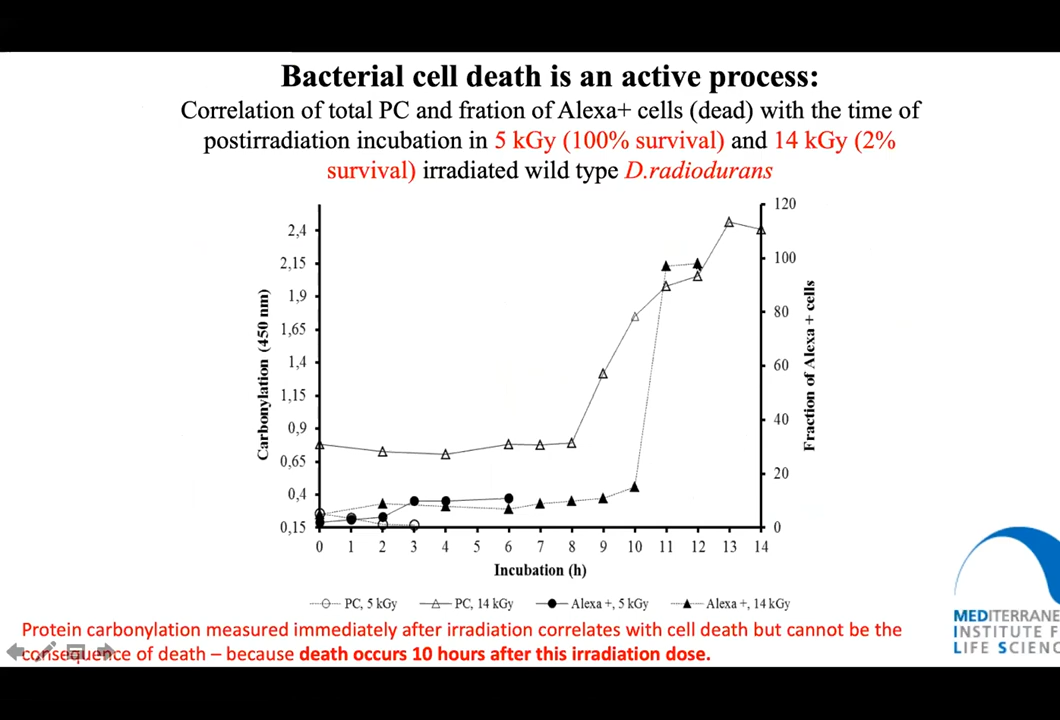 Bacterial cell death is an active process:
Correlation of total PC and fration of Alexa+ cells (dead) with the time of
postirradiation incubation in 5 kGy (100% survival) and 14 kGy (2%
survival) irradiated wild type D.radiodurans
120
2,4
2,15
100
1,9
80
1,65
1,4
60
1,15
40
0,9
0,65
20
0,4
0,15
0
Carbonylation (450 nm)
Fraction of Alexa + cells
0 1 2 3 4 5 6 7 8 9 10 11 12 13 14
Incubation (h)
PC, 5 kGy PC, 14 kGy Alexa +, 5 kGy Alexa +, 14 kGy
Protein carbonylation measured immediately after irradiation correlates with cell death but cannot be the
consequence of death – because death occurs 10 hours after this irradiation dose.
MEDITERRANE
INSTITUTE F
LIFE SCIENC